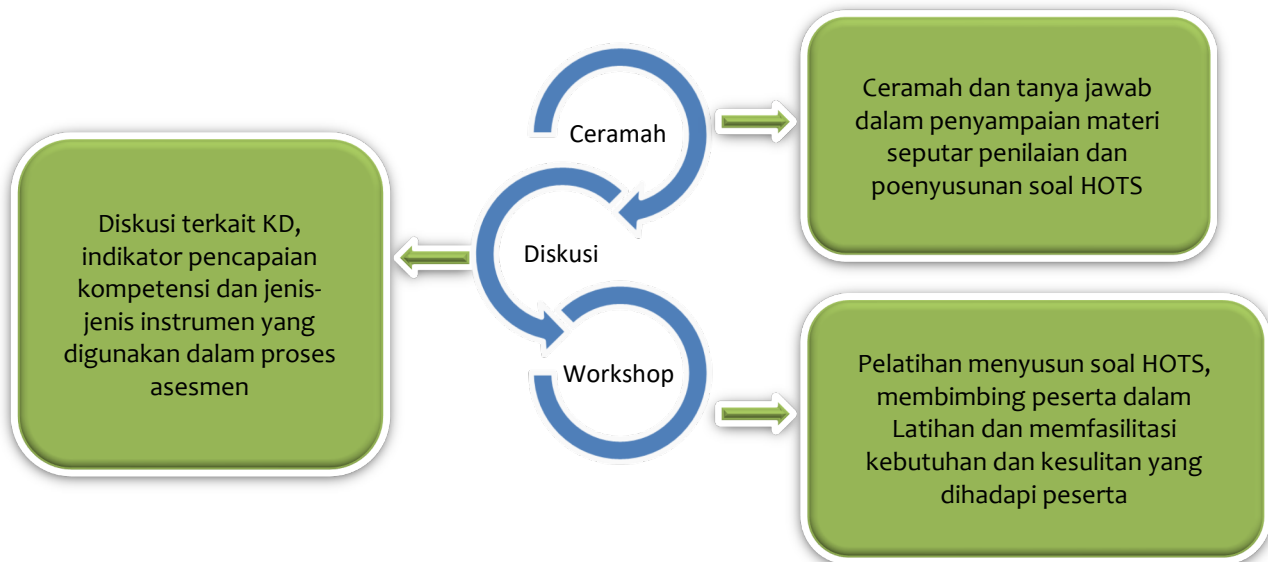 Ceramah
Ceramah dan tanya jawab
dalam penyampaian materi
seputar penilaian dan
poenyusunan soal HOTS
Diskusi
Diskusi terkait KD,
indikator pencapaian
kompetensi dan jenis-
jenis instrumen yang
digunakan dalam proses
asesmen
Workshop
Pelatihan menyusun soal HOTS,
membimbing peserta dalam
Latihan dan memfasilitasi
kebutuhan dan kesulitan yang
dihadapi peserta